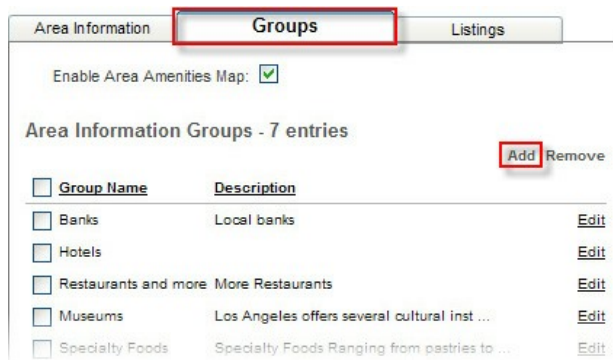 Area Information Groups Listings
Enable Area Amenities Map:
Area Information Groups - 7 entries
Add Remove
Group Name Description
Banks Local banks Edit
Hotels Edit
Restaurants and more More Restaurants Edit
Museums Los Angeles offers several cultural inst ... Edit
Specialty Foods Specialty Foods Ranging from pastries to ... Edit